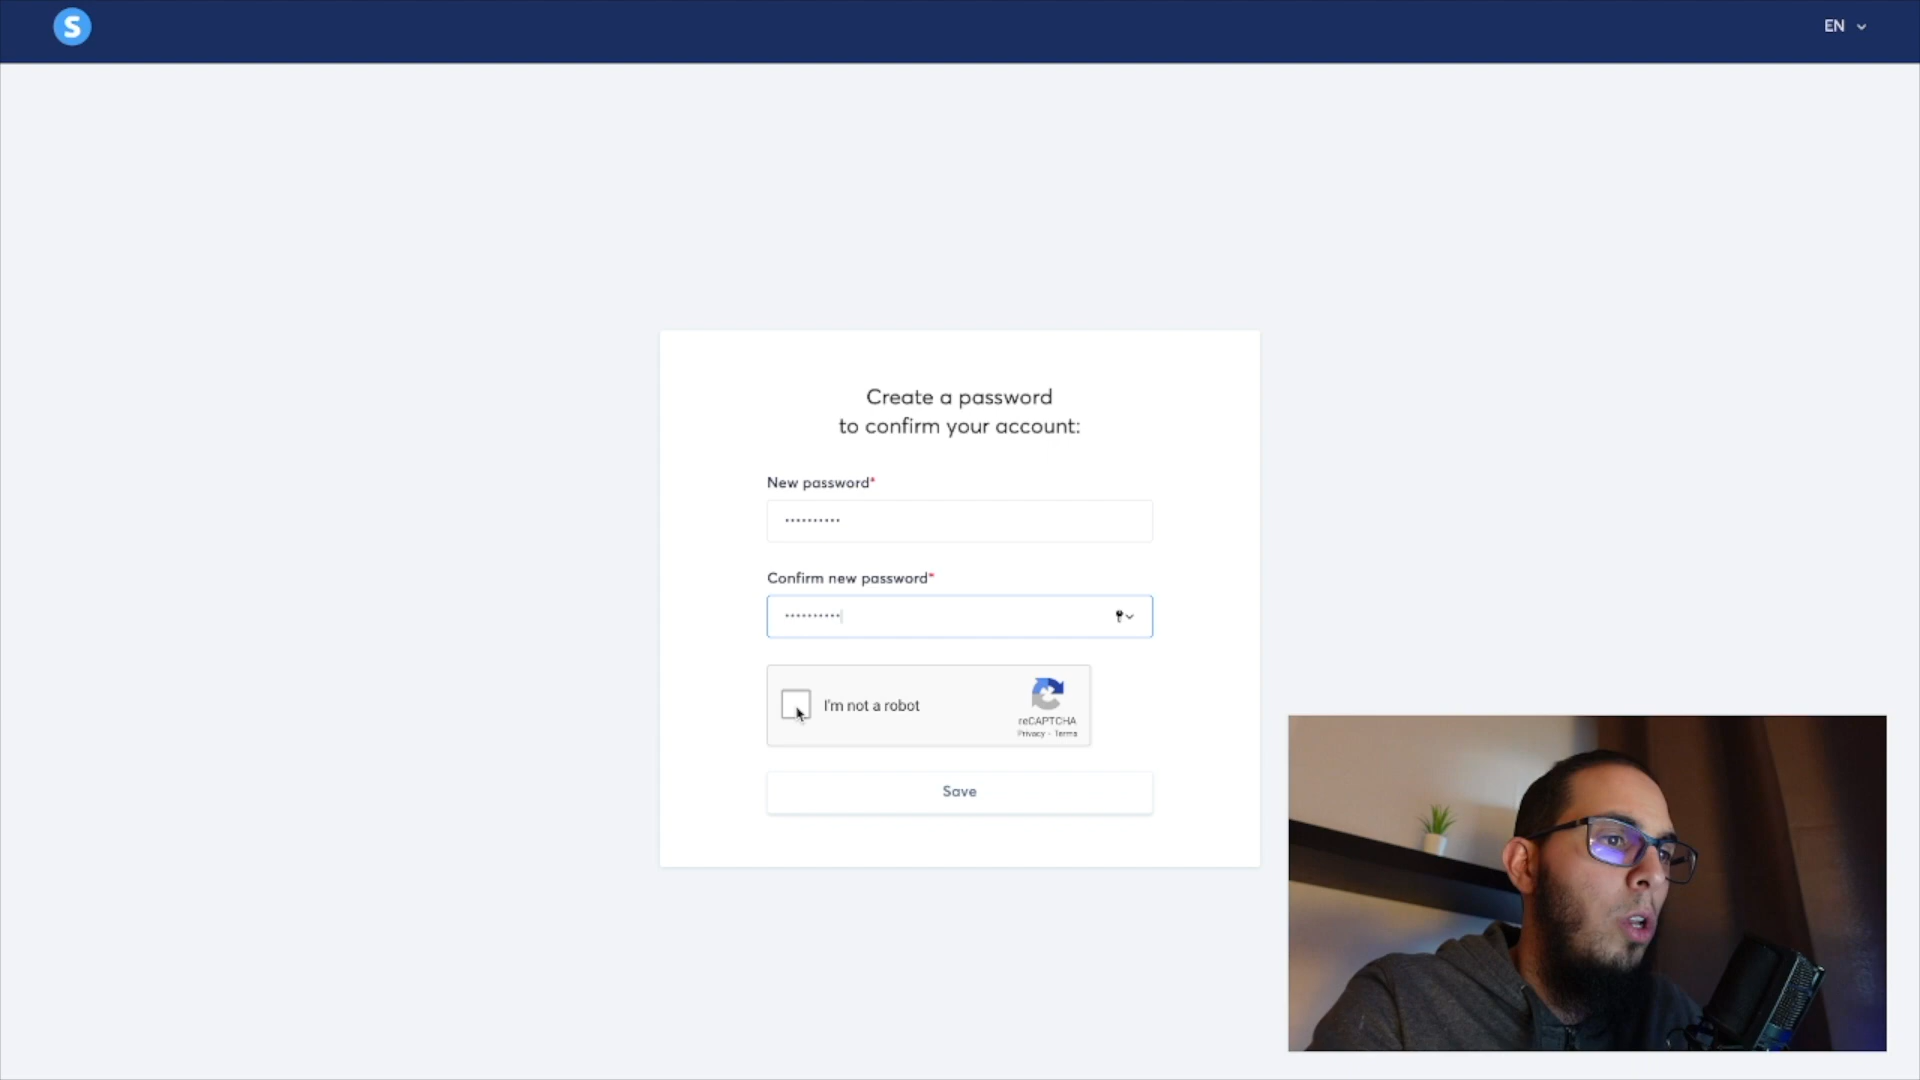 S
EN
Create a password
to confirm your account:
New password*
••••••••••
Confirm new password*
••••••••••
I'm not a robot
reCAPTCHA
Privacy - Terms
Save